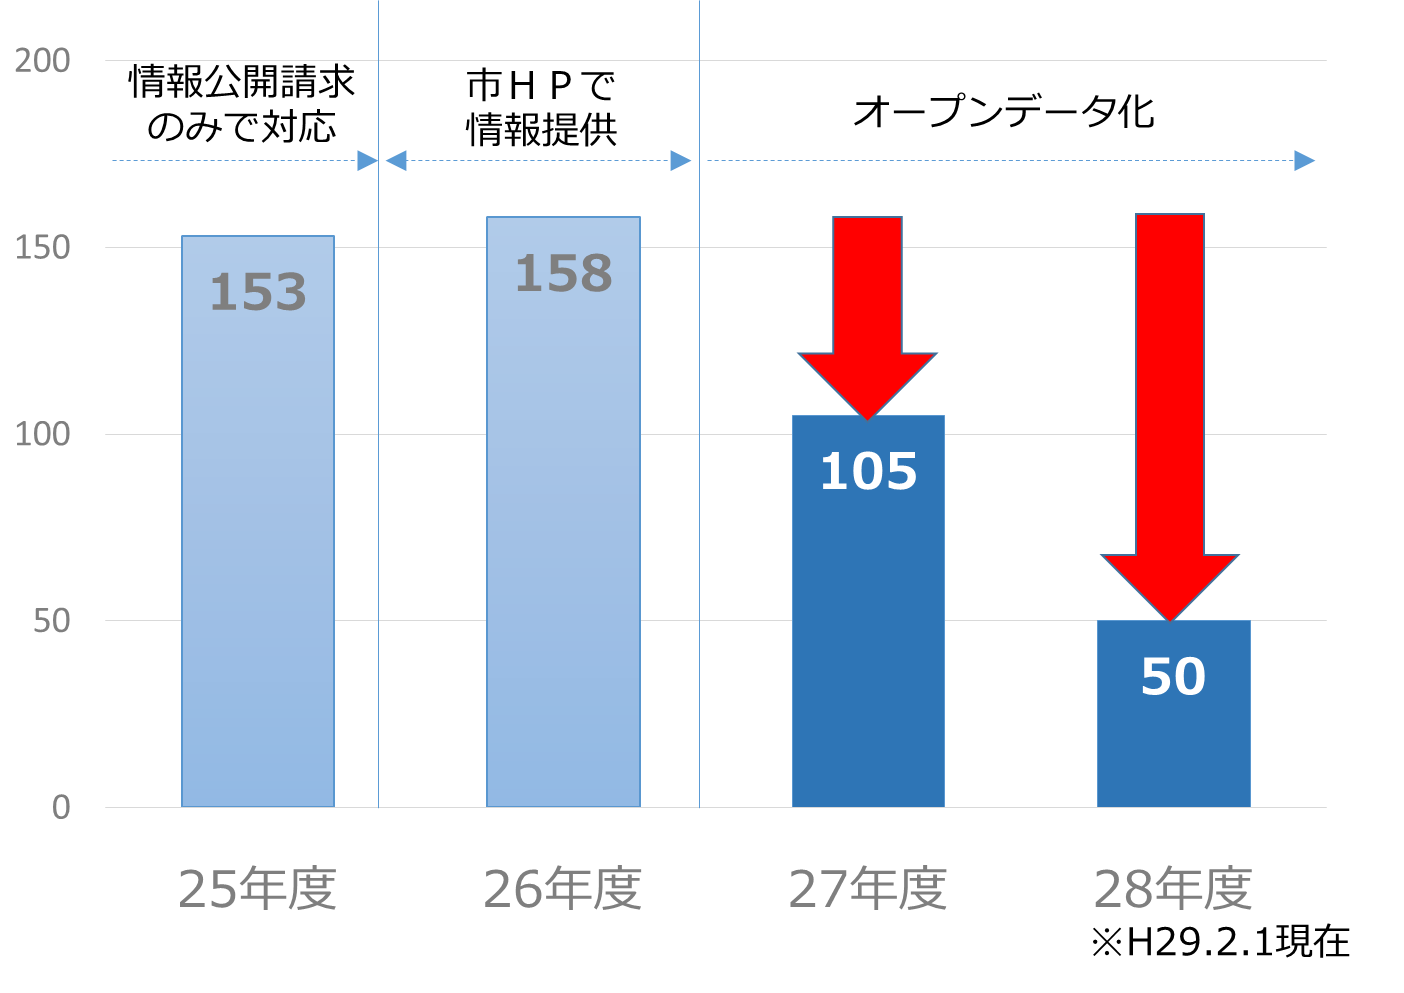 200
150
100
50
0
情報公開請求
のみで対応
市ＨＰで
情報提供
オープンデータ化
153
158
105
50
25年度
26年度
27年度
28年度
※H29.2.1現在